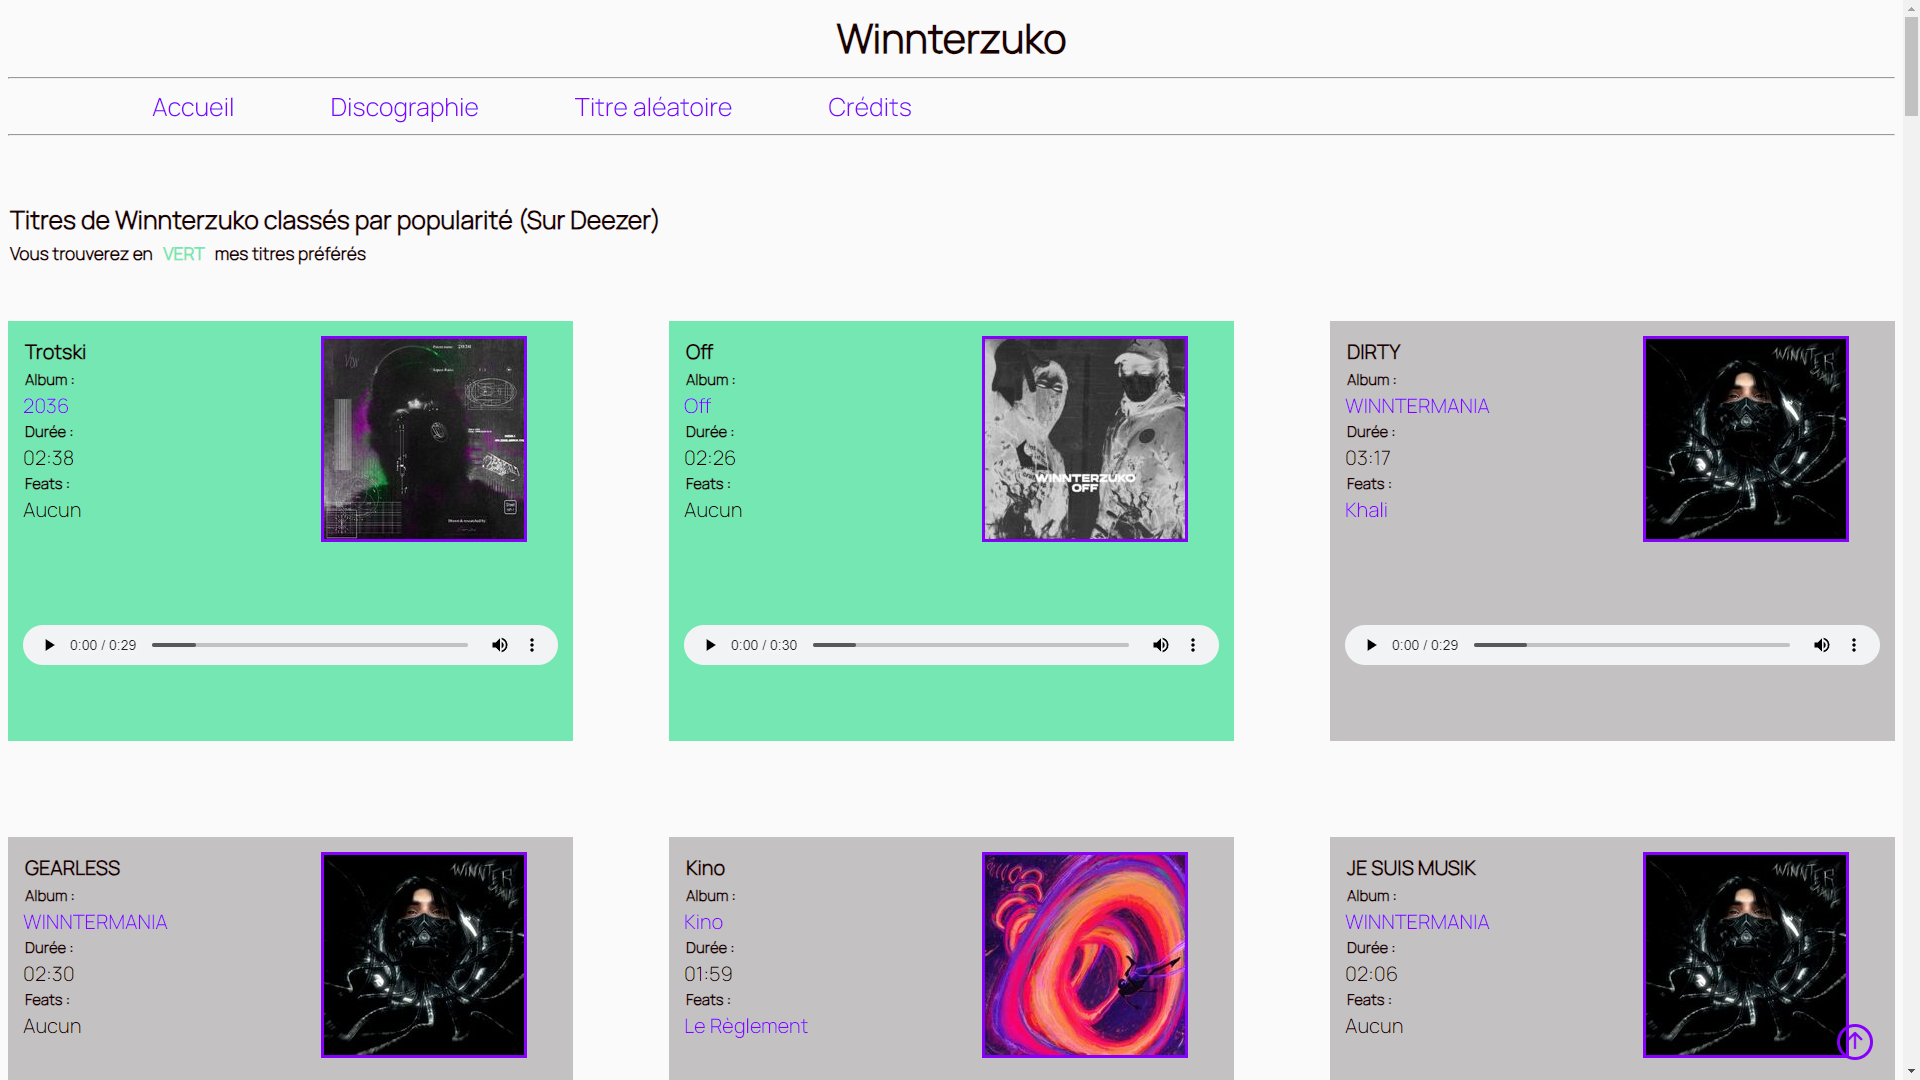 Winnterzuko
Accueil Discographie Titre aléatoire Crédits
Titres de Winnterzuko classés par popularité (Sur Deezer)
Vous trouverez en VERT mes titres préférés
Trotski
Album :
2036
Durée :
02:38
Feats :
Aucun
0:00 / 0:29
Off
Album :
Off
Durée :
02:26
Feats :
Aucun
WINNTERZUKO
OFF
0:00 / 0:30
DIRTY
Album :
WINNTERMANIA
Durée :
03:17
Feats :
Khali
0:00 / 0:29
GEARLESS
Album :
WINNTERMANIA
Durée :
02:30
Feats :
Aucun
Kino
Album :
Kino
Durée :
01:59
Feats :
Le Règlement
JE SUIS MUSIK
Album :
WINNTERMANIA
Durée :
02:06
Feats :
Aucun